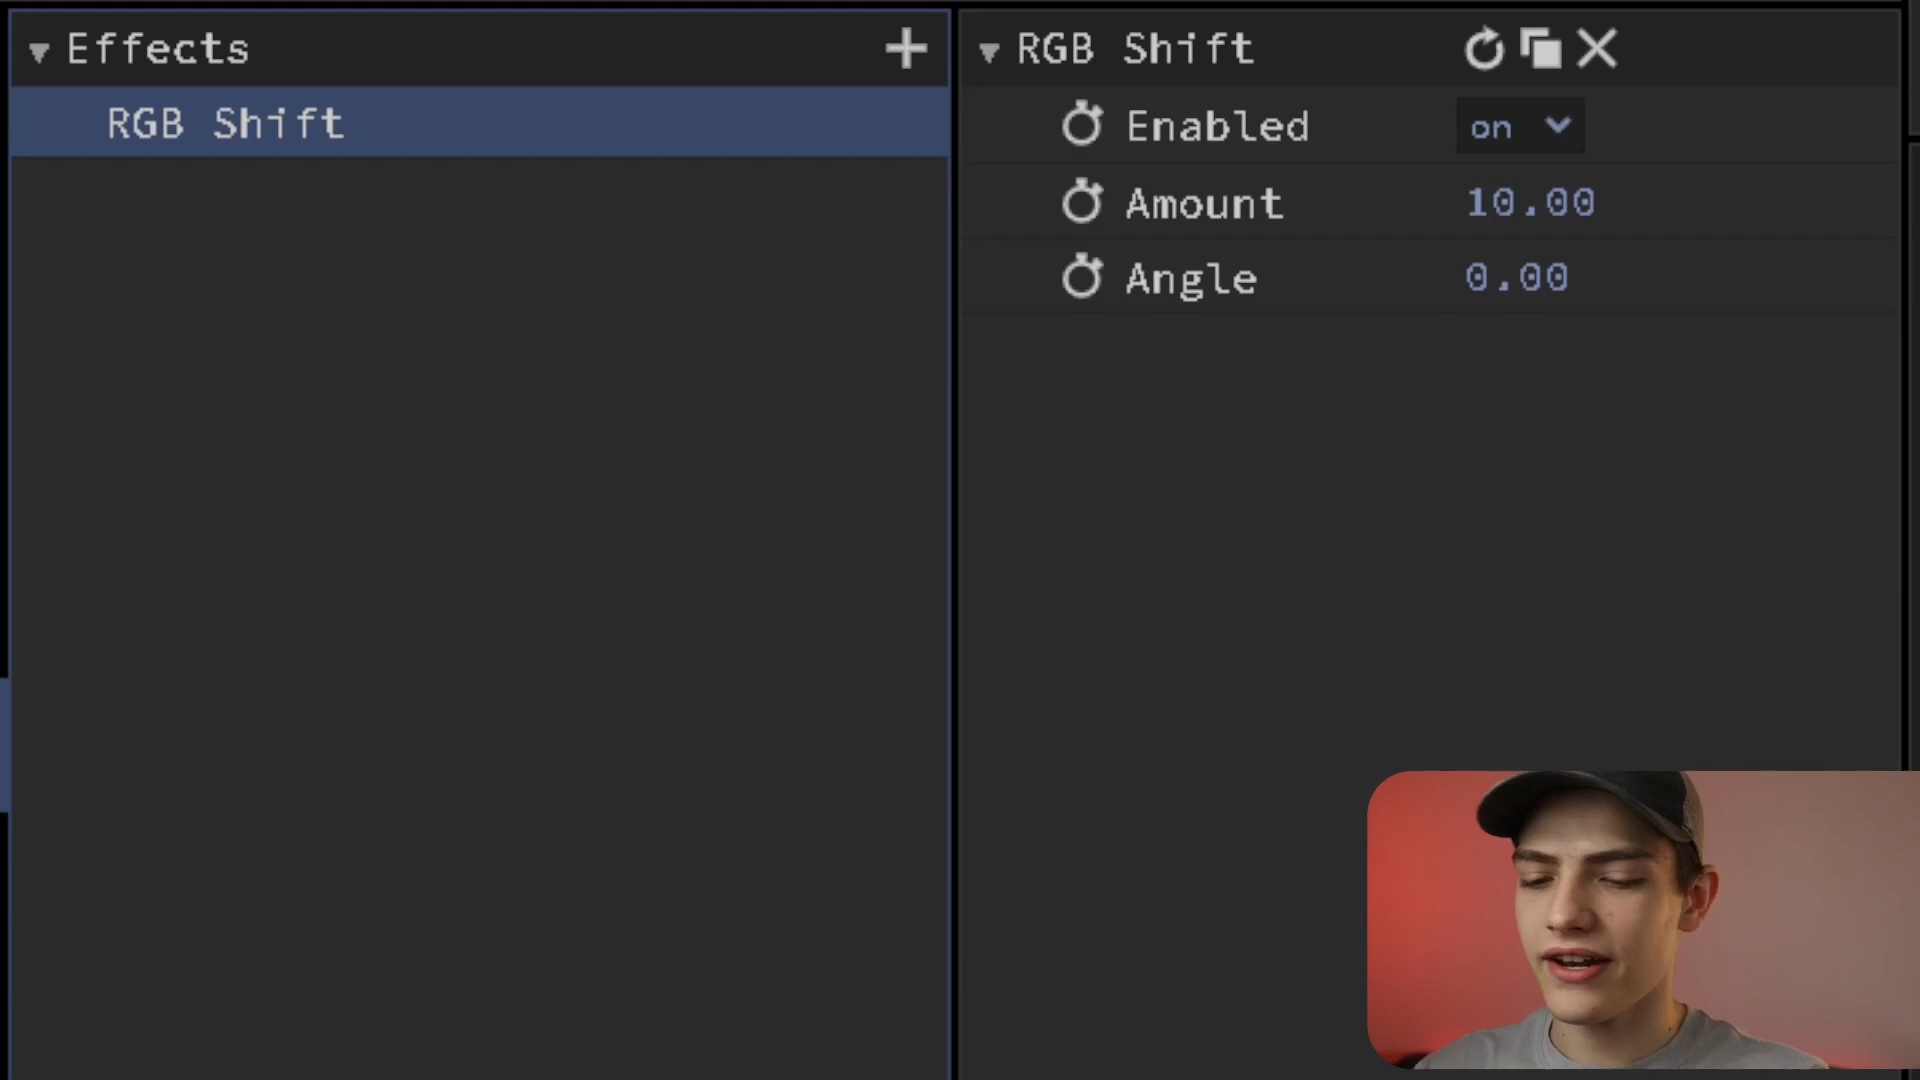 Effects
RGB Shift
RGB Shift
Enabled on
Amount 10.00
Angle 0.00